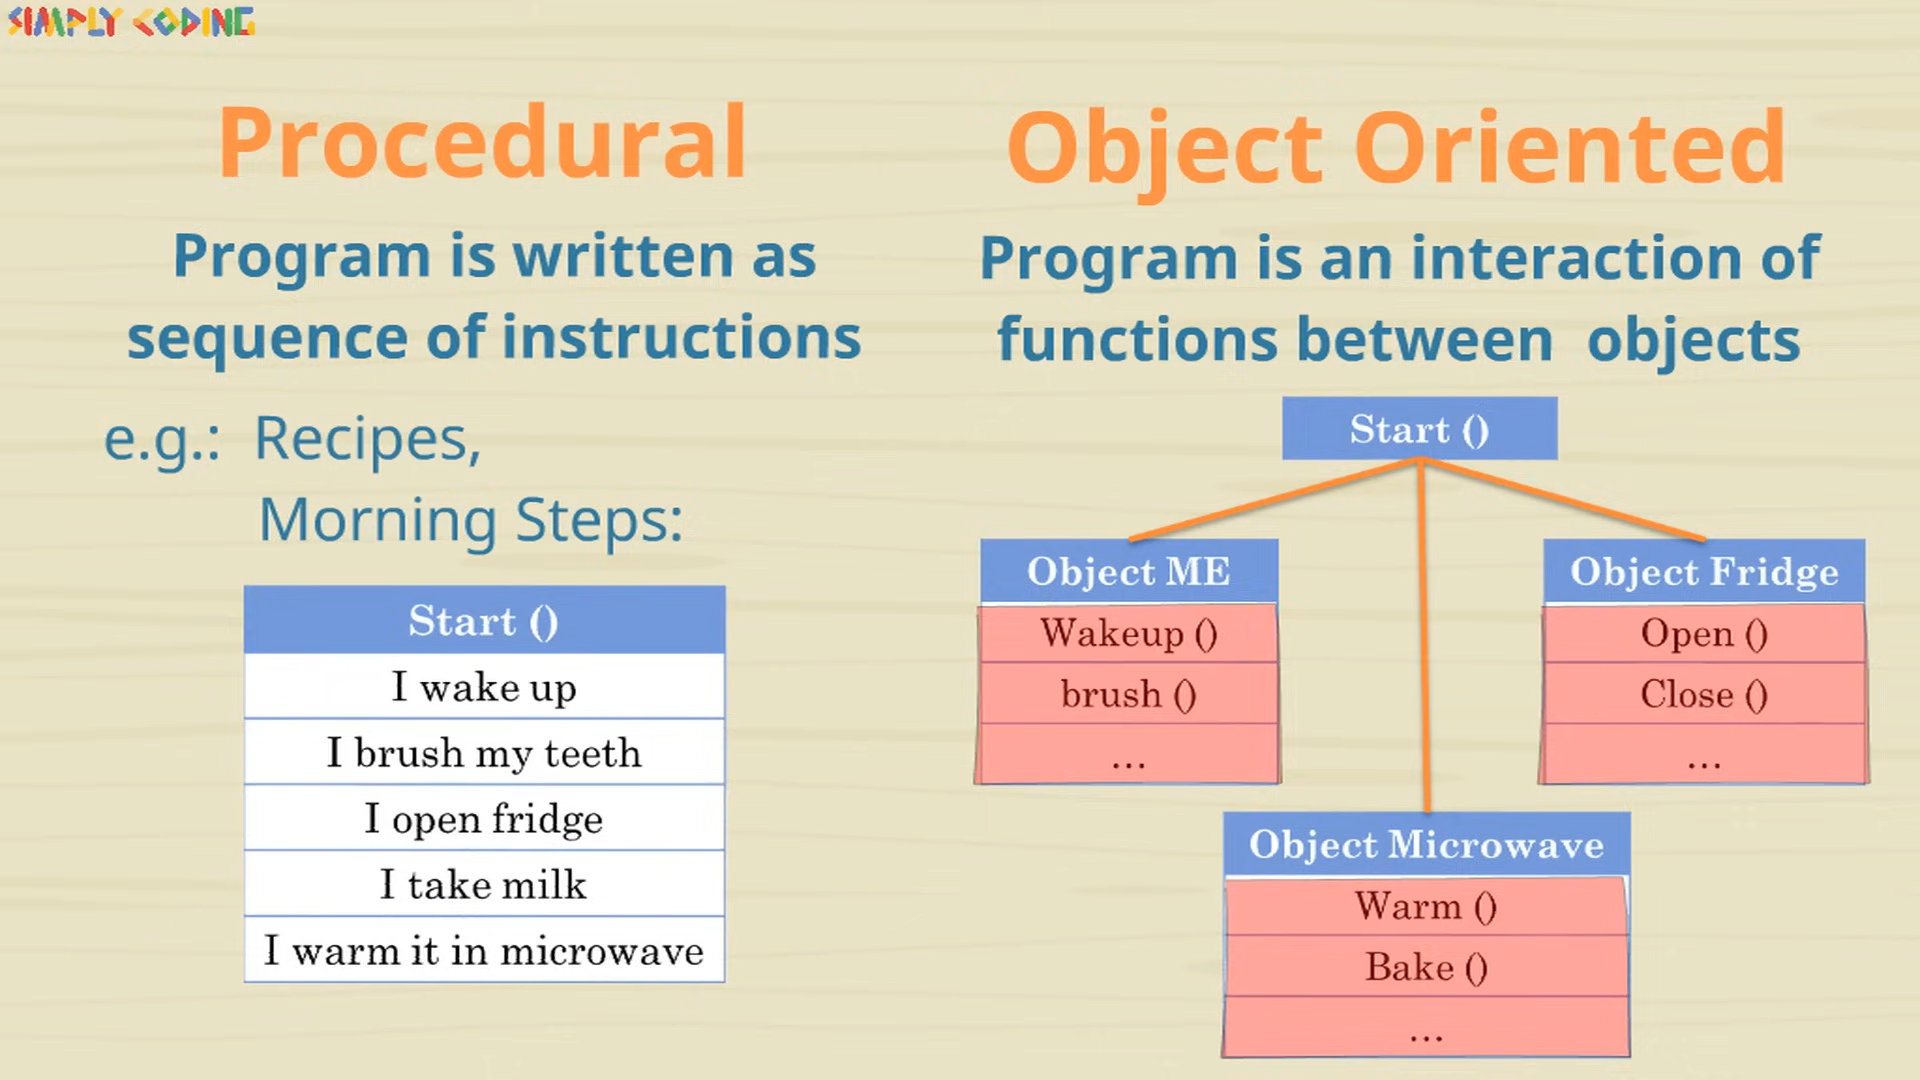 SIMPLY CODING
Procedural
Program is written as
sequence of instructions
e.g.: Recipes,
Morning Steps:
Start ()
I wake up
I brush my teeth
I open fridge
I take milk
I warm it in microwave
Object Oriented
Program is an interaction of
functions between objects
Start ()
Object ME
Wakeup ()
brush ()
...
Object Fridge
Open ()
Close ()
...
Object Microwave
Warm ()
Bake ()
...